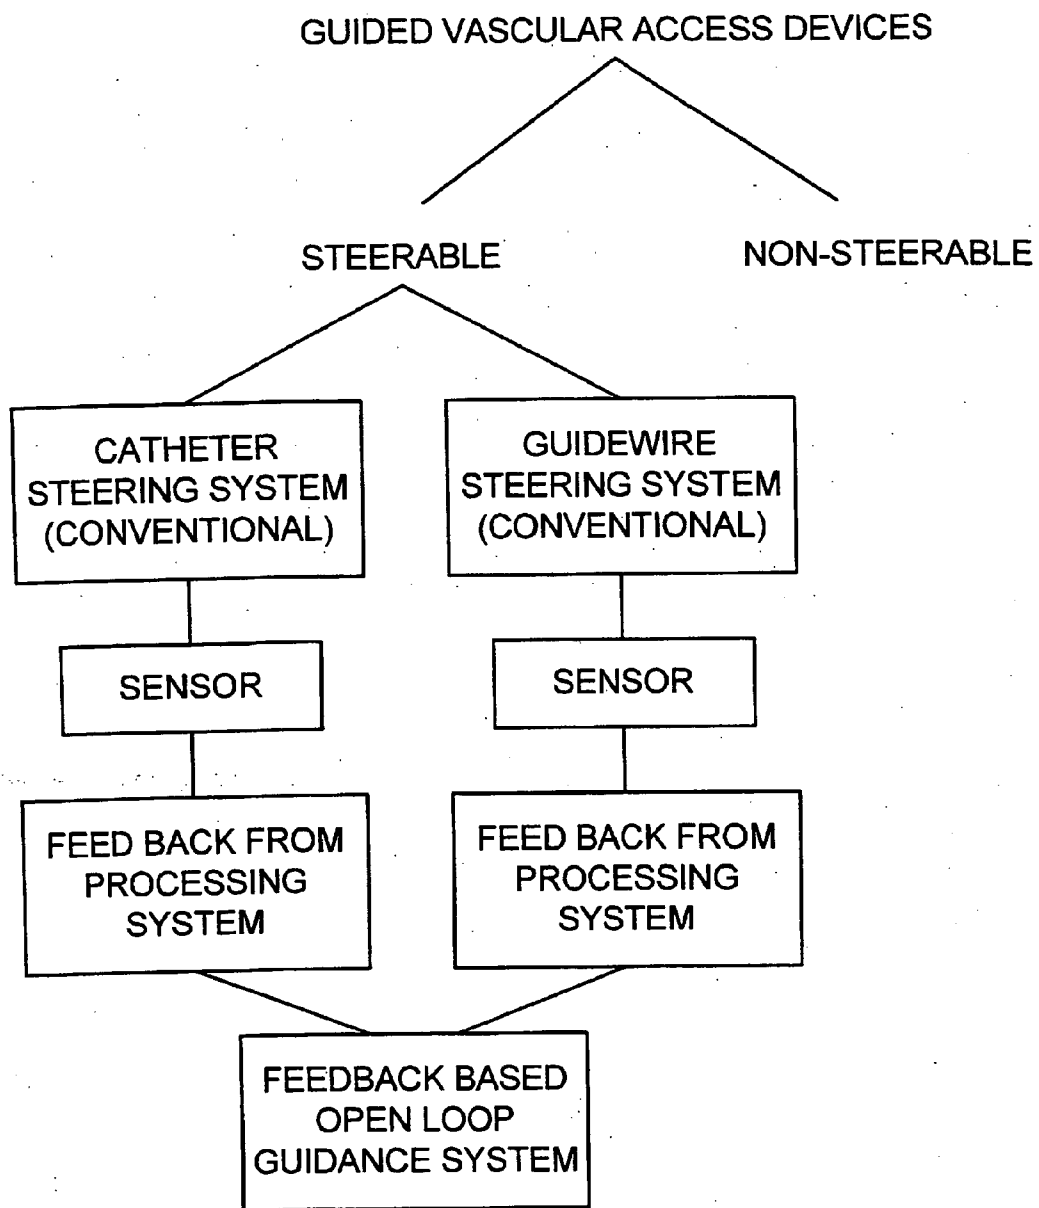 GUIDED VASCULAR ACCESS DEVICES
STEERABLE
NON-STEERABLE
CATHETER
STEERING SYSTEM
(CONVENTIONAL)
GUIDEWIRE
STEERING SYSTEM
(CONVENTIONAL)
SENSOR
SENSOR
FEED BACK FROM
PROCESSING
SYSTEM
FEED BACK FROM
PROCESSING
SYSTEM
FEEDBACK BASED
OPEN LOOP
GUIDANCE SYSTEM